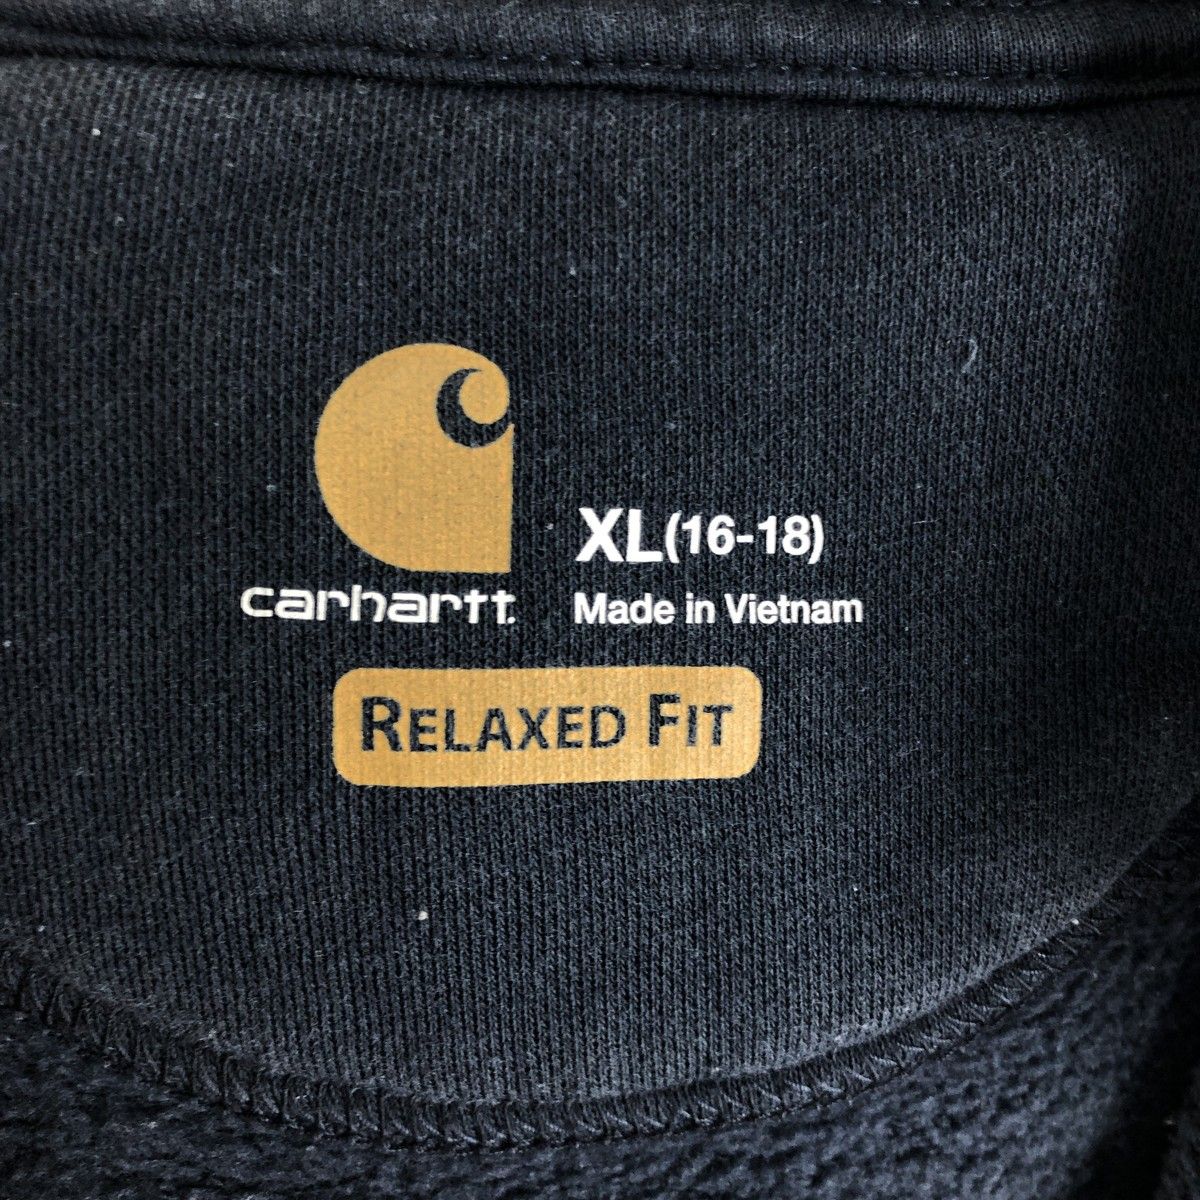 carhartt.
XL(16-18)
Made in Vietnam
RELAXED FIT